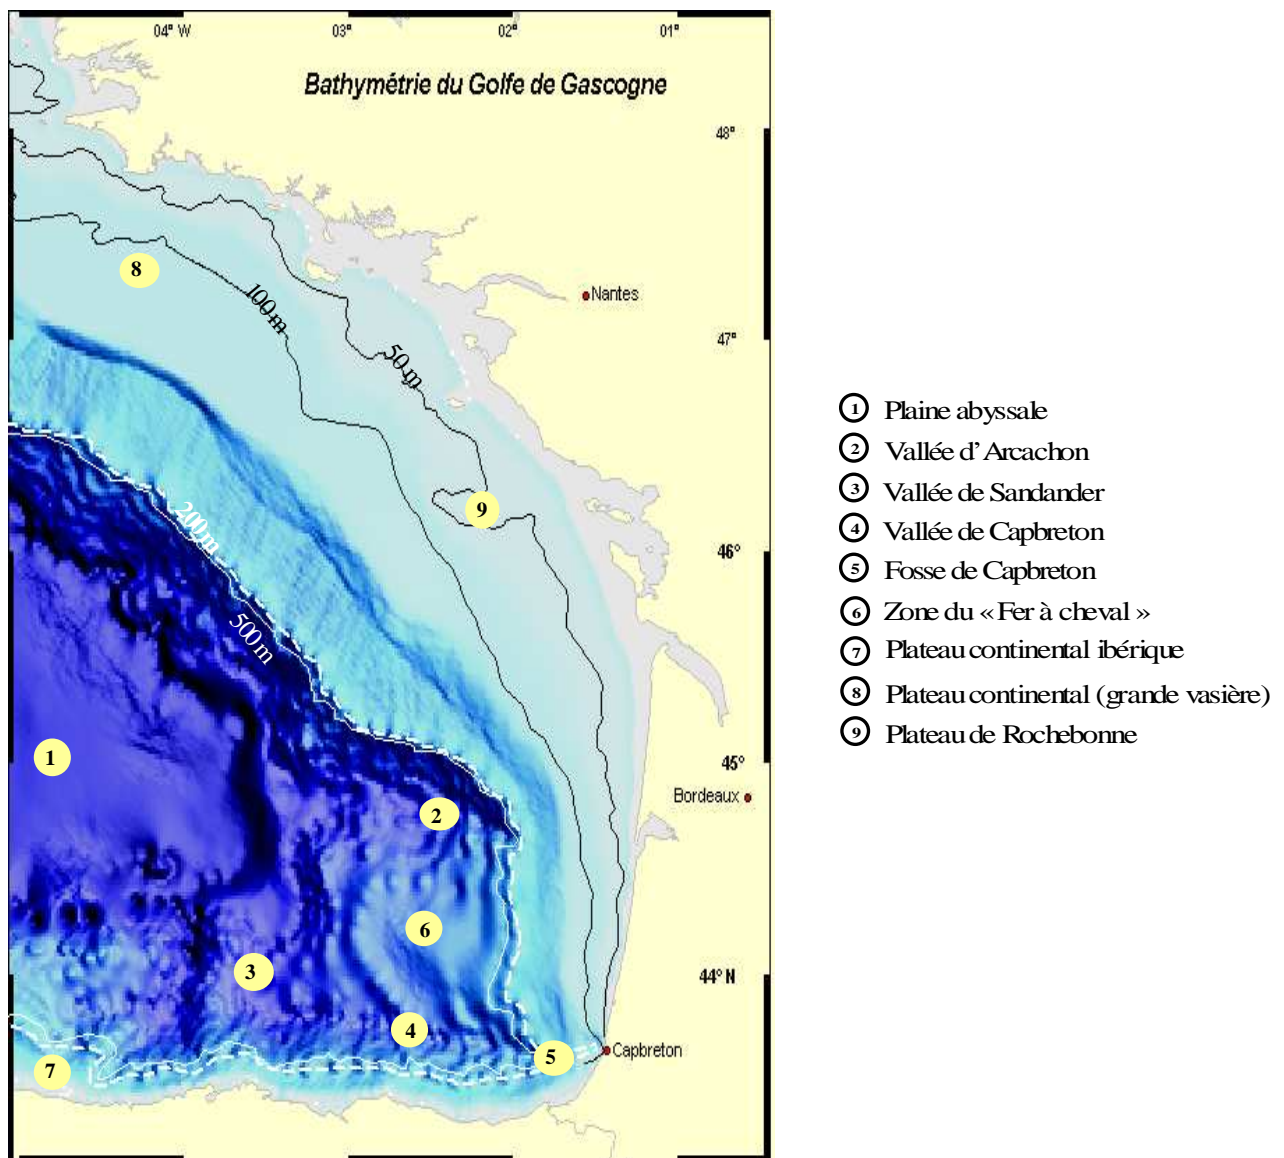 04° W 03° 02° 01°
Bathymétrie du Golfe de Gascogne
48°
8
Nantes
100 m
47°
50 m
9
200 m
46°
500 m
1
45°
Bordeaux
2
6
3
44° N
4
5
Capbreton
7
1 Plaine abyssale
2 Vallée d’Arcachon
3 Vallée de Sandander
4 Vallée de Capbreton
5 Fosse de Capbreton
6 Zone du « Fer à cheval »
7 Plateau continental ibérique
8 Plateau continental (grande vasière)
9 Plateau de Rochebonne